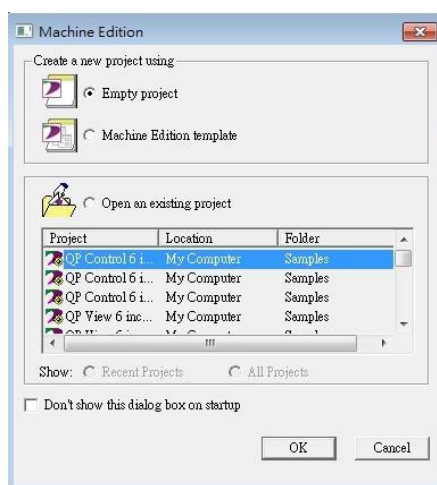 Machine Edition
Create a new project using
Empty project
Machine Edition template
Open an existing project
Project Location Folder
QP Control 6 i... My Computer Samples
QP Control 6 i... My Computer Samples
QP Control 6 i... My Computer Samples
QP View 6 inc... My Computer Samples
Show: Recent Projects All Projects
Don't show this dialog box on startup
OK Cancel